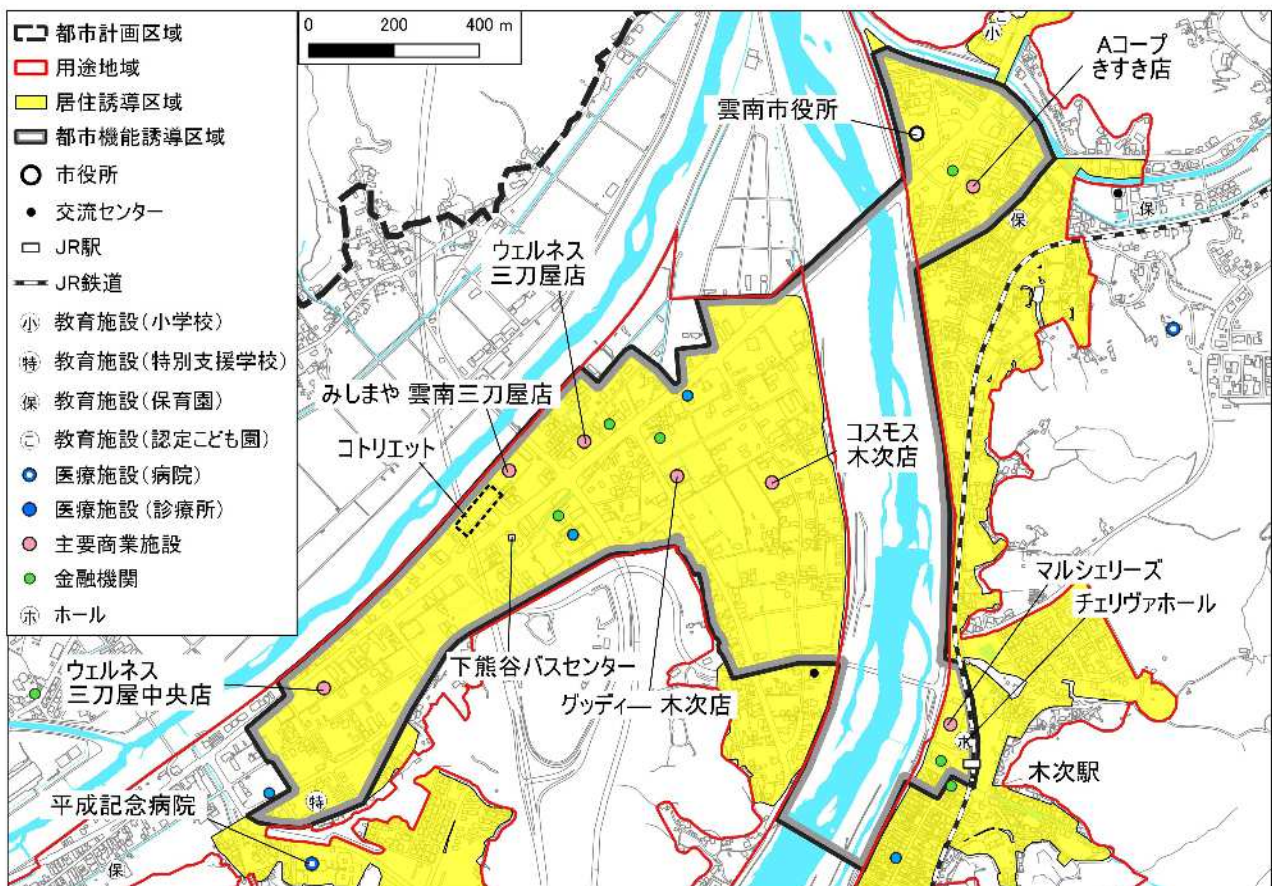 0 200 400 m
都市計画区域
用途地域
居住誘導区域
都市機能誘導区域
市役所
交流センター
JR駅
JR鉄道
小 教育施設(小学校)
特 教育施設(特別支援学校)
保 教育施設(保育園)
こ 教育施設(認定こども園)
医療施設(病院)
医療施設(診療所)
主要商業施設
金融機関
ホ ホール
小
Aコープ
きすき店
雲南市役所
保
保
ウェルネス
三刀屋店
みしまや 雲南三刀屋店
コトリエット
コスモス
木次店
マルシェリーズ
チェリヴァホール
ウェルネス
三刀屋中央店
下熊谷バスセンター
グッディー 木次店
ホ
木次駅
平成記念病院
特
保